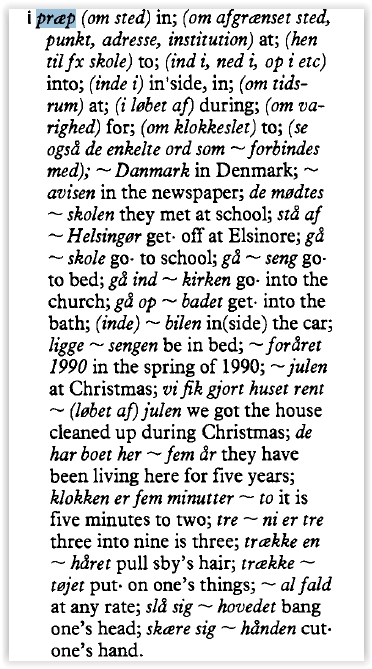 i præp (om sted) in; (om afgrænset sted,
punkt, adresse, institution) at; (hen
til fx skole) to; (ind i, ned i, op i etc)
into; (inde i) in'side, in; (om tids-
rum) at; (i løbet af) during; (om va-
righed) for; (om klokkeslet) to; (se
også de enkelte ord som ~ forbindes
med); ~ Danmark in Denmark; ~
avisen in the newspaper; de mødtes
~ skolen they met at school; stå af
~ Helsingør get· off at Elsinore; gå
~ skole go· to school; gå ~ seng go·
to bed; gå ind ~ kirken go· into the
church; gå op ~ badet get· into the
bath; (inde) ~ bilen in(side) the car;
ligge ~ sengen be in bed; ~ foråret
1990 in the spring of 1990; ~ julen
at Christmas; vi fik gjort huset rent
~ (løbet af) julen we got the house
cleaned up during Christmas; de
har boet her ~ fem år they have
been living here for five years;
klokken er fem minutter ~ to it is
five minutes to two; tre ~ ni er tre
three into nine is three; trække en
~ håret pull sby's hair; trække ~
tøjet put· on one's things; ~ al fald
at any rate; slå sig ~ hovedet bang
one's head; skære sig ~ hånden cut·
one's hand.